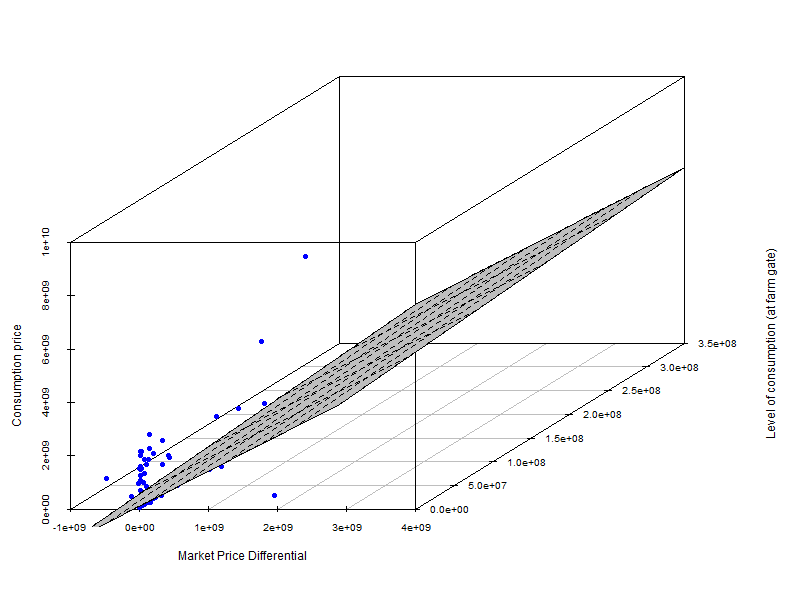 1e+10
8e+09
6e+09
4e+09
2e+09
0e+00
Consumption price
-1e+09 0e+00 1e+09 2e+09 3e+09 4e+09
Market Price Differential
3.5e+08
3.0e+08
2.5e+08
2.0e+08
1.5e+08
1.0e+08
5.0e+07
0.0e+00
Level of consumption (at farm gate)